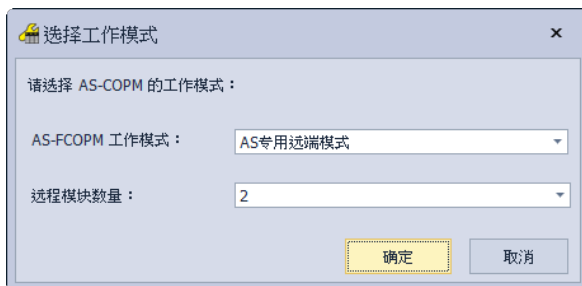 选择工作模式
请选择 AS-COPM 的工作模式：
AS-FCOPM 工作模式： AS专用远端模式
远程模块数量： 2
确定 取消